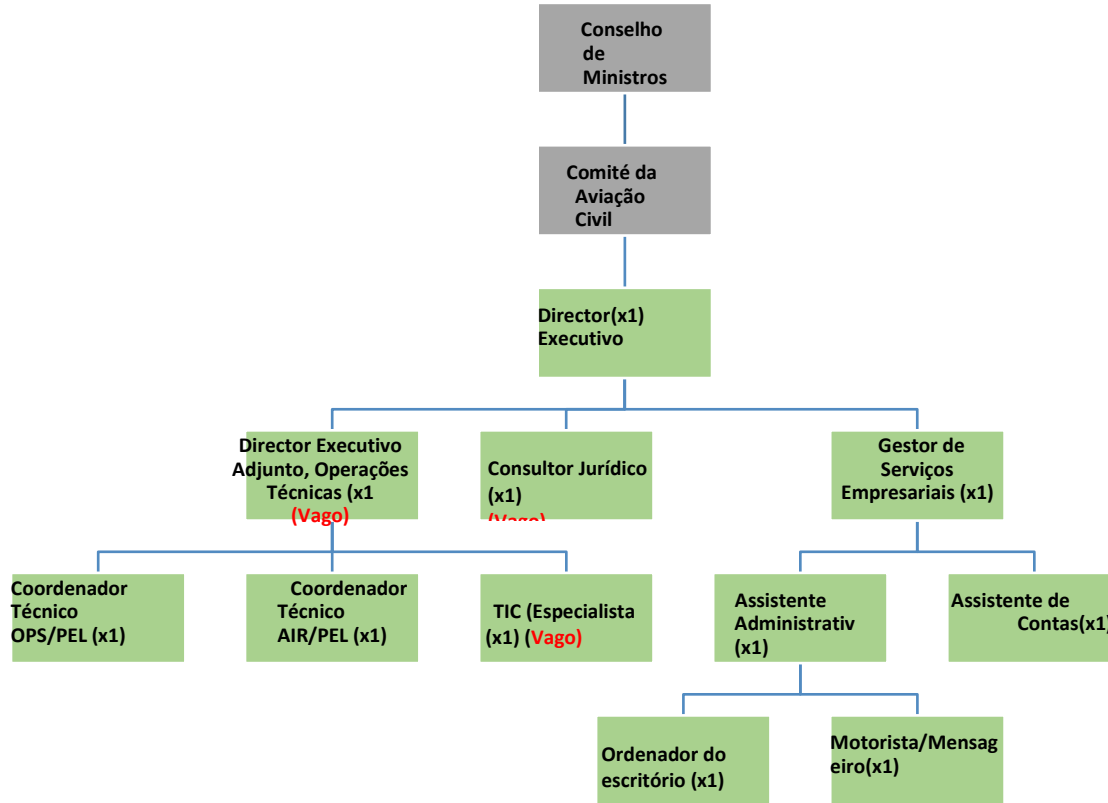 Conselho
de
Ministros
Comité da
Aviação
Civil
Director(x1)
Executivo
Director Executivo
Adjunto, Operações
Técnicas (x1
(Vago)
Consultor Jurídico
(x1)
(Vago)
Gestor de
Serviços
Empresariais (x1)
Coordenador
Técnico
OPS/PEL (x1)
Coordenador
Técnico
AIR/PEL (x1)
TIC (Especialista
(x1) (Vago)
Assistente
Administrativ
(x1)
Assistente de
Contas(x1)
Ordenador do
escritório (x1)
Motorista/Mensag
eiro(x1)